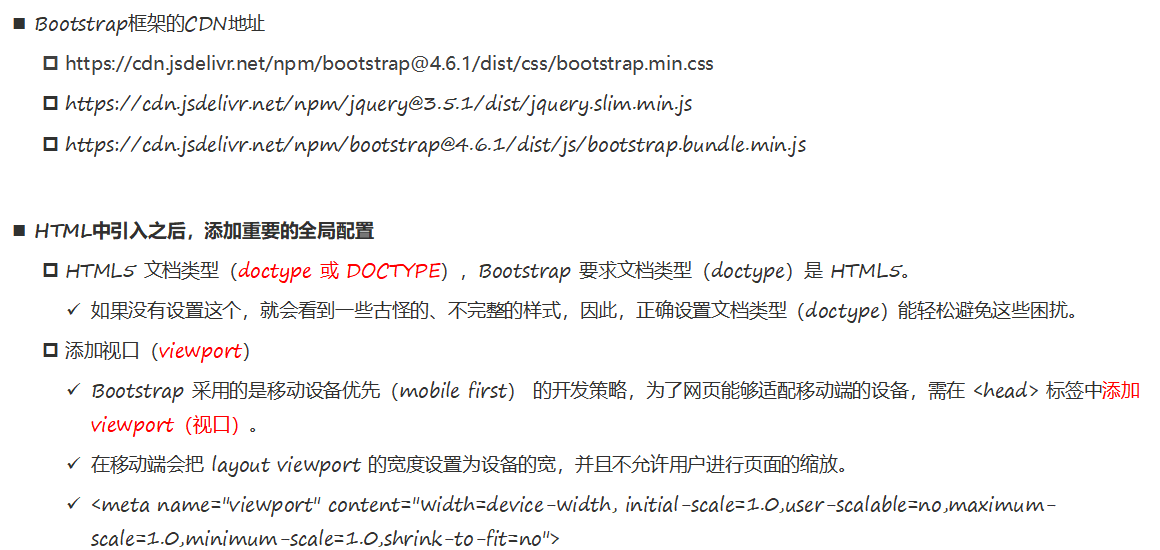 Bootstrap框架的CDN地址
https://cdn.jsdelivr.net/npm/bootstrap@4.6.1/dist/css/bootstrap.min.css
https://cdn.jsdelivr.net/npm/jquery@3.5.1/dist/jquery.slim.min.js
https://cdn.jsdelivr.net/npm/bootstrap@4.6.1/dist/js/bootstrap.bundle.min.js
HTML中引入之后，添加重要的全局配置
HTML5 文档类型（doctype 或 DOCTYPE），Bootstrap 要求文档类型（doctype）是 HTML5。
如果没有设置这个，就会看到一些古怪的、不完整的样式，因此，正确设置文档类型（doctype）能轻松避免这些困扰。
添加视口（viewport）
Bootstrap 采用的是移动设备优先（mobile first） 的开发策略，为了网页能够适配移动端的设备，需在 <head> 标签中添加
viewport（视口）。
在移动端会把 layout viewport 的宽度设置为设备的宽，并且不允许用户进行页面的缩放。
<meta name="viewport" content="width=device-width, initial-scale=1.0,user-scalable=no,maximum-
scale=1.0,minimum-scale=1.0,shrink-to-fit=no">